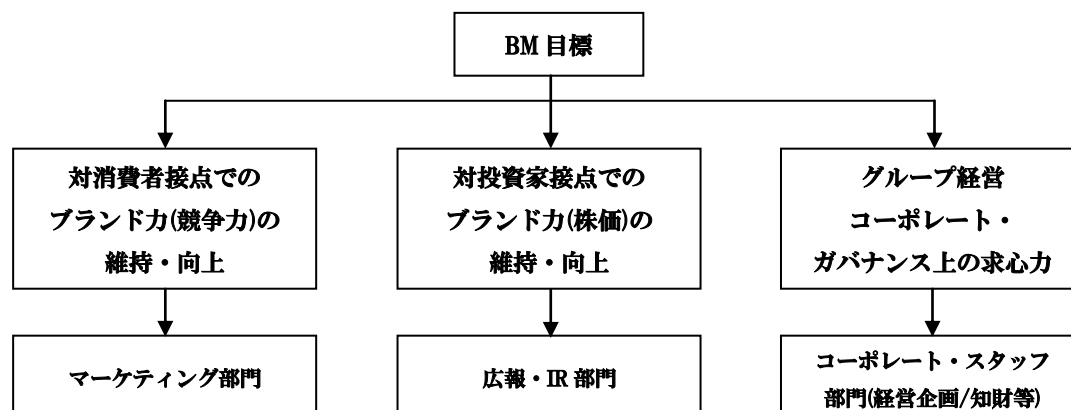 BM 目標
対消費者接点での
ブランド力(競争力)の
維持・向上
対投資家接点での
ブランド力(株価)の
維持・向上
グループ経営
コーポレート・
ガバナンス上の求心力
マーケティング部門
広報・IR 部門
コーポレート・スタッフ
部門(経営企画/知財等)